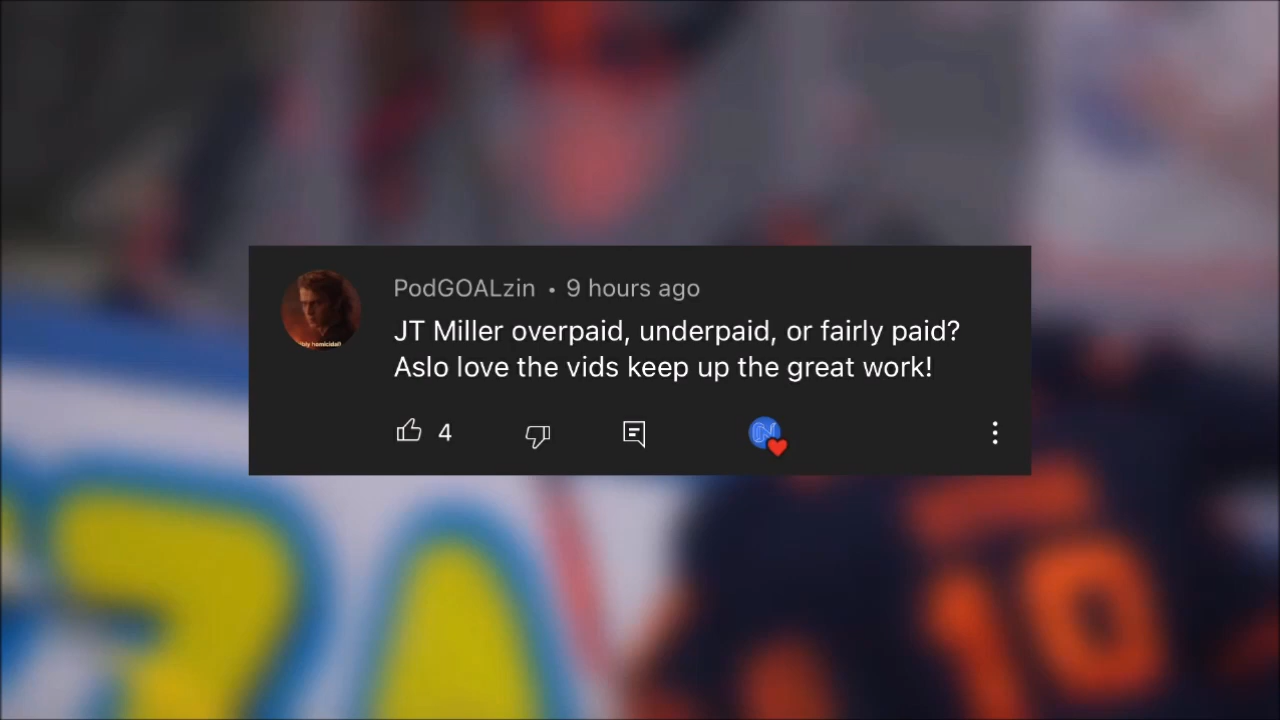 PodGOALzin • 9 hours ago
JT Miller overpaid, underpaid, or fairly paid?
Aslo love the vids keep up the great work!
4